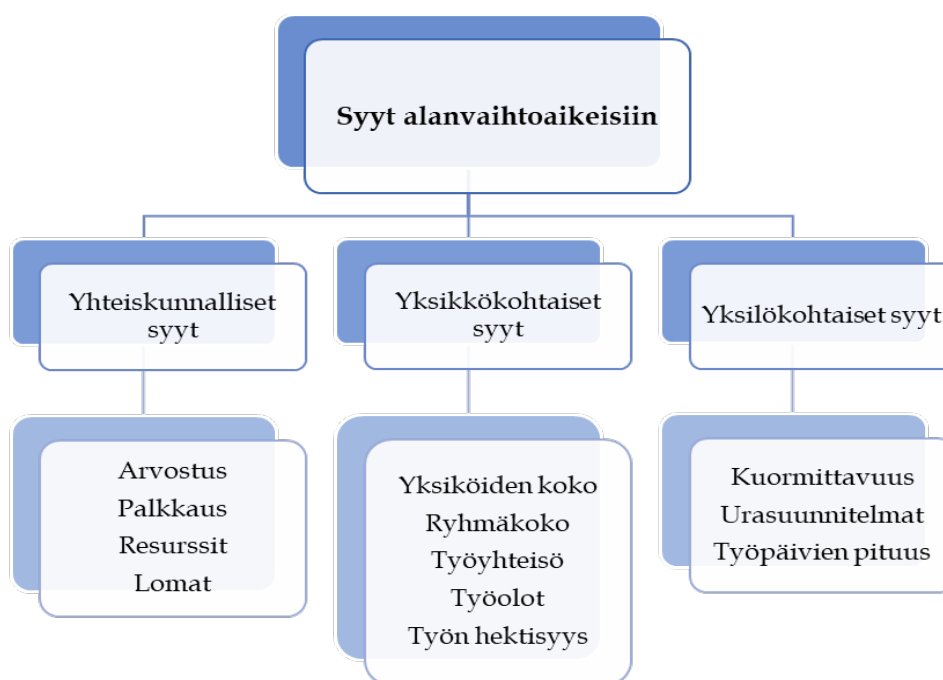 Syyt alanvaihtoaikeisiin
Yhteiskunnalliset
syyt
Arvostus
Palkkaus
Resurssit
Lomat
Yksikkökohtaiset
syyt
Yksiköiden koko
Ryhmäkoko
Työyhteisö
Työolot
Työn hektisyys
Yksilökohtaiset syyt
Kuormittavuus
Urasuunnitelmat
Työpäivien pituus